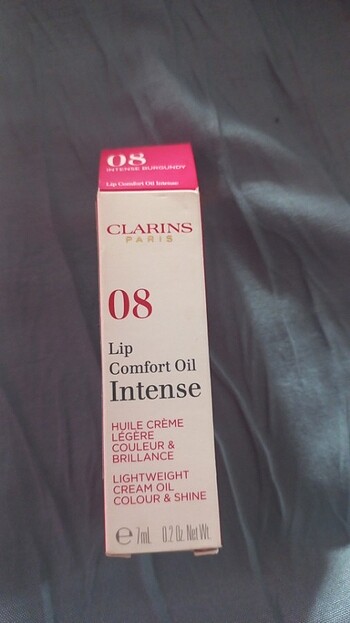 08
INTENSE BURGUNDY
Lip Comfort Oil Intense
CLARINS
PARIS
08
Lip
Comfort Oil
Intense
HUILE CRÈME
LÉGÈRE
COULEUR &
BRILLANCE
LIGHTWEIGHT
CREAM OIL
COLOUR & SHINE
℮ 7mL 0.2 Oz. Net Wt.